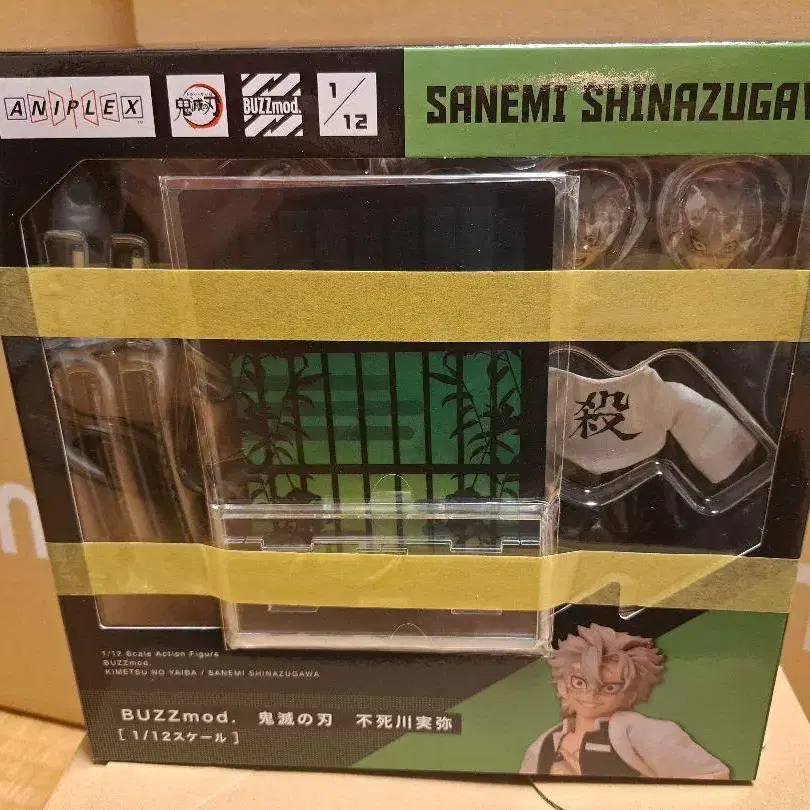 ANIPLEX
鬼滅の刃
BUZZmod.
1/12
SANEMI SHINAZUGAW
殺
1/12 Scale Action Figure
BUZZmod.
KIMETSU NO YAIBA / SANEMI SHINAZUGAWA
BUZZmod. 鬼滅の刃 不死川実弥
[ 1/12スケール ]